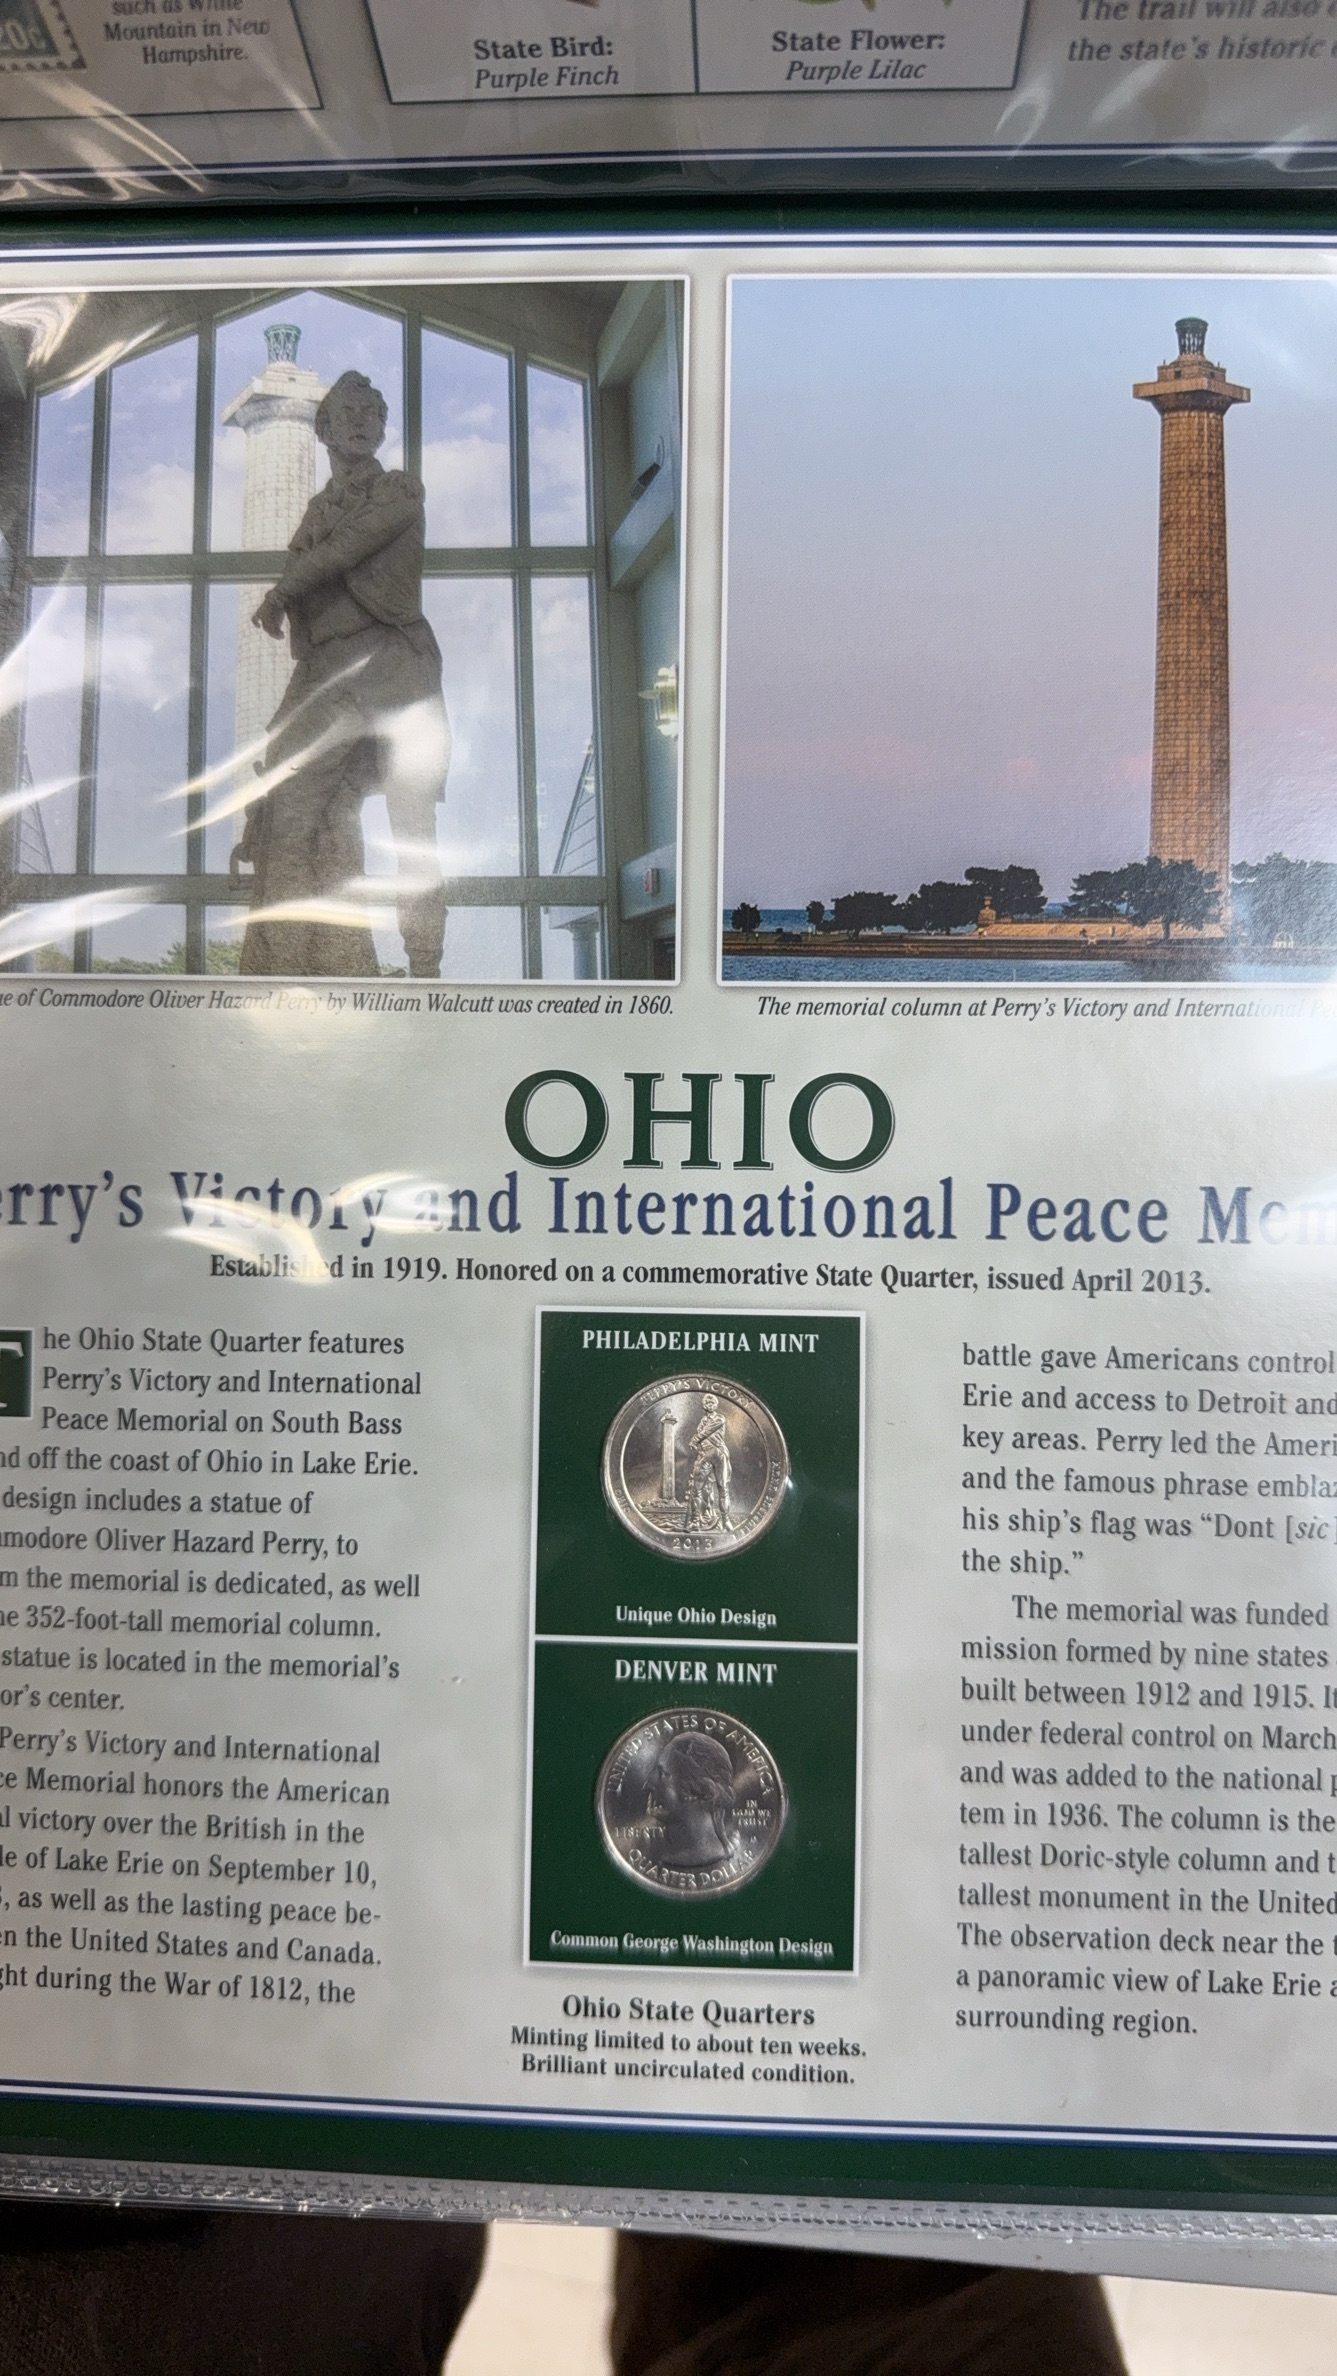 20c
such as White
Mountain in New
Hampshire.
State Bird:
Purple Finch
State Flower:
Purple Lilac
The trail will also
the state's historic
of Commodore Oliver Hazard Perry by William Walcutt was created in 1860.
The memorial column at Perry's Victory and International
OHIO
rry's Victory and International Peace Mem
Established in 1919. Honored on a commemorative State Quarter, issued April 2013.
The Ohio State Quarter features
Perry's Victory and International
Peace Memorial on South Bass
nd off the coast of Ohio in Lake Erie.
design includes a statue of
mmodore Oliver Hazard Perry, to
m the memorial is dedicated, as well
he 352-foot-tall memorial column.
statue is located in the memorial's
or's center.
Perry's Victory and International
ce Memorial honors the American
al victory over the British in the
le of Lake Erie on September 10,
, as well as the lasting peace be-
en the United States and Canada.
ght during the War of 1812, the
PHILADELPHIA MINT
PERRY'S VICTORY
OHIO
2013
E PLURIBUS UNUM
Unique Ohio Design
DENVER MINT
UNITED STATES OF AMERICA
LIBERTY
IN
GOD WE
TRUST
D
QUARTER DOLLAR
Common George Washington Design
Ohio State Quarters
Minting limited to about ten weeks.
Brilliant uncirculated condition.
battle gave Americans control
Erie and access to Detroit and
key areas. Perry led the Ameri
and the famous phrase embla
his ship's flag was “Dont [sic]
the ship.”
The memorial was funded
mission formed by nine states
built between 1912 and 1915. It
under federal control on March
and was added to the national p
tem in 1936. The column is the
tallest Doric-style column and t
tallest monument in the United
The observation deck near the t
a panoramic view of Lake Erie a
surrounding region.